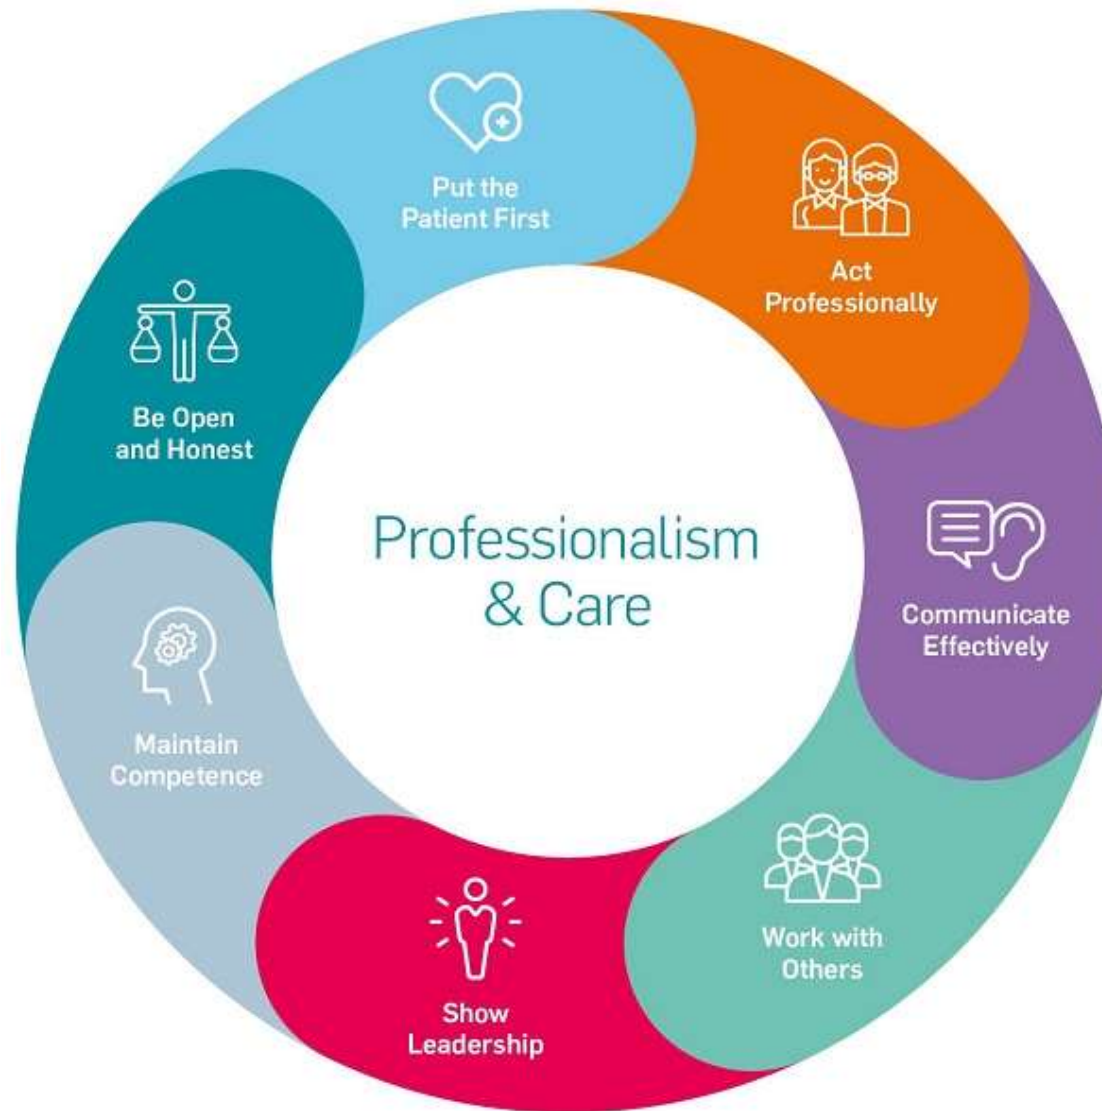 Put the
Patient First
Act
Professionally
Communicate
Effectively
Work with
Others
Show
Leadership
Maintain
Competence
Be Open
and Honest
Professionalism
& Care